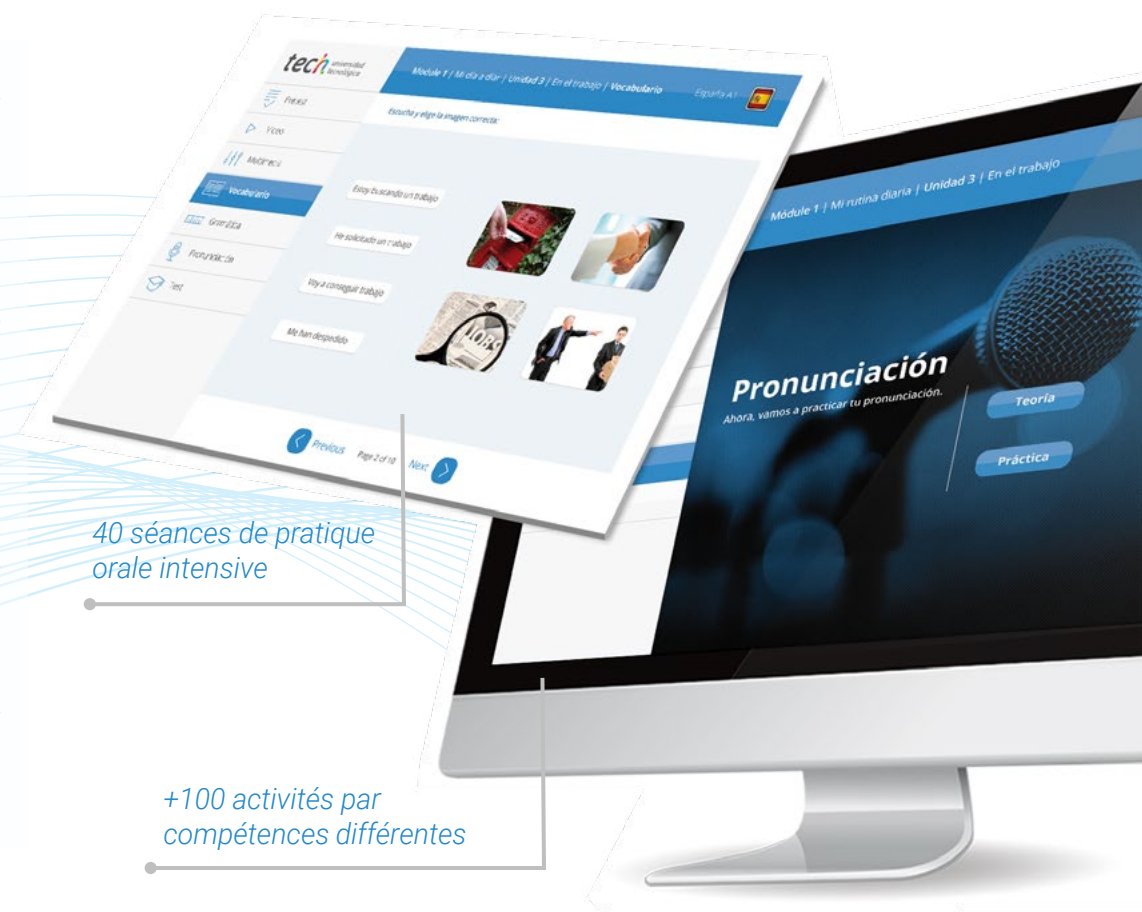 tech universidad
tecnológica
Module 1 | Mi día a diar | Unidad 3 | En el trabajo | Vocabulario
España A1
Escucha y elige la imagen correcta:
Vocabulario
Gramática
Pronunciación
Test
Estoy buscando un trabajo
He solicitado un trabajo
Voy a conseguir trabajo
Me han despedido
JOBS
Previous
Page 2 of 10
Next
Módule 1 | Mi rutina diaria | Unidad 3 | En el trabajo
Pronunciación
Ahora, vamos a practicar tu pronunciación.
Teoría
Práctica
40 séances de pratique
orale intensive
+100 activités par
compétences différentes